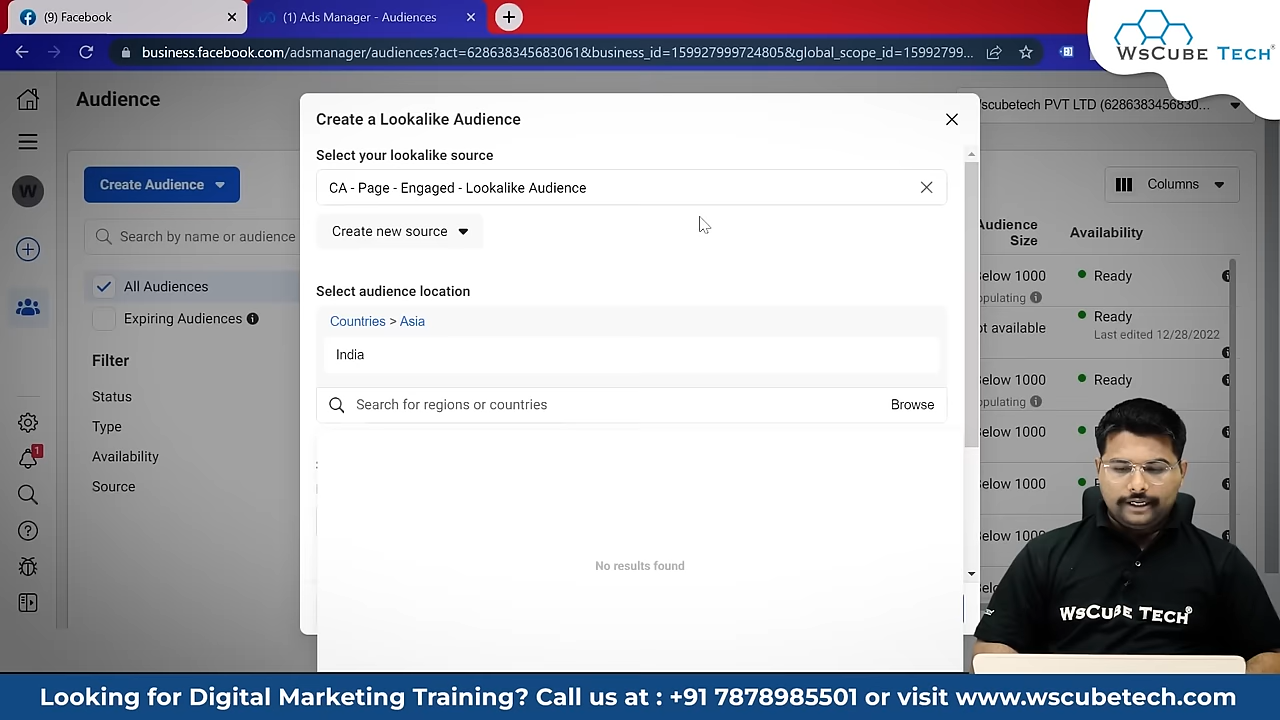 (9) Facebook
(1) Ads Manager - Audiences
business.facebook.com/adsmanager/audiences?act=628638345683061&business_id=159927999724805&global_scope_id=15992799...
WsCube Tech
Audience
scubetech PVT LTD (6286383456830...
Create a Lookalike Audience
Select your lookalike source
CA - Page - Engaged - Lookalike Audience
Create new source
Create Audience
Columns
W
Search by name or audience
Audience Size
Availability
All Audiences
Expiring Audiences
Below 1000
Ready
opulating
ot available
Ready
Last edited 12/28/2022
Below 1000
Ready
opulating
Below 1000
Below 1000
Below 1000
Filter
Status
Type
Availability
Source
1
Select audience location
Countries > Asia
India
Search for regions or countries
Browse
No results found
WsCube Tech
Looking for Digital Marketing Training? Call us at : +91 7878985501 or visit www.wscubetech.com